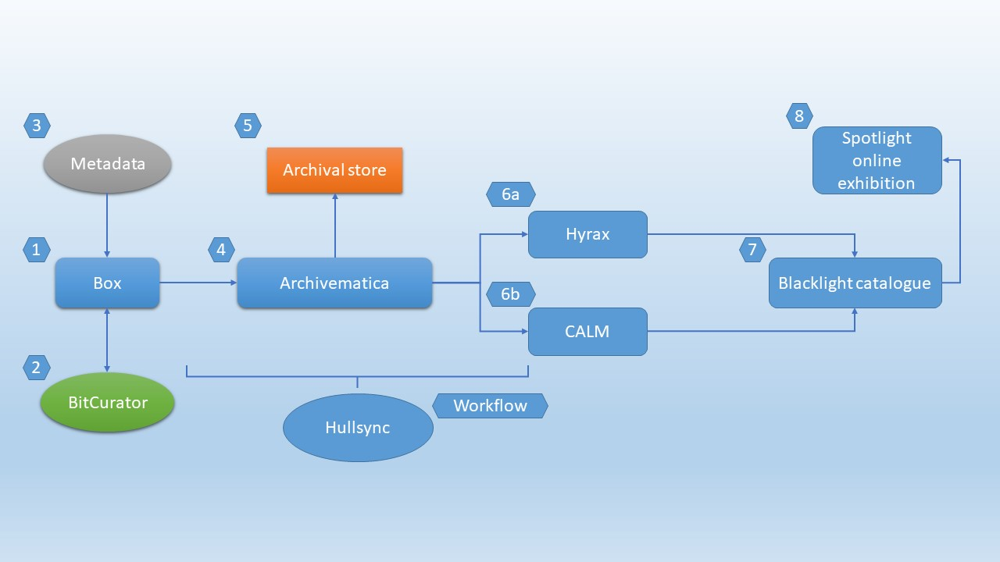 3
Metadata
5
Archival store
8
Spotlight
online
exhibition
6a
Hyrax
1
Box
4
Archivematica
6b
CALM
7
Blacklight catalogue
2
BitCurator
Hullsync
Workflow